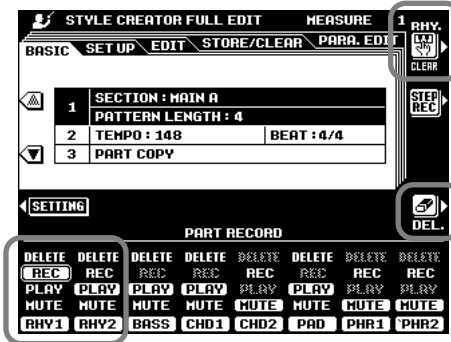 STYLE CREATOR FULL EDIT MEASURE 1 RHY.
BASIC SET UP EDIT STORE/CLEAR PARA. EDIT
CLEAR
1 SECTION : MAIN A
PATTERN LENGTH : 4
STEP REC
2 TEMPO : 148 BEAT : 4/4
3 PART COPY
SETTING
DEL.
PART RECORD
DELETE DELETE DELETE DELETE DELETE DELETE DELETE DELETE
REC REC REC REC REC REC REC REC
PLAY PLAY PLAY PLAY PLAY PLAY PLAY PLAY
MUTE MUTE MUTE MUTE MUTE MUTE MUTE MUTE
RHY1 RHY2 BASS CHD1 CHD2 PAD PHR1 PHR2